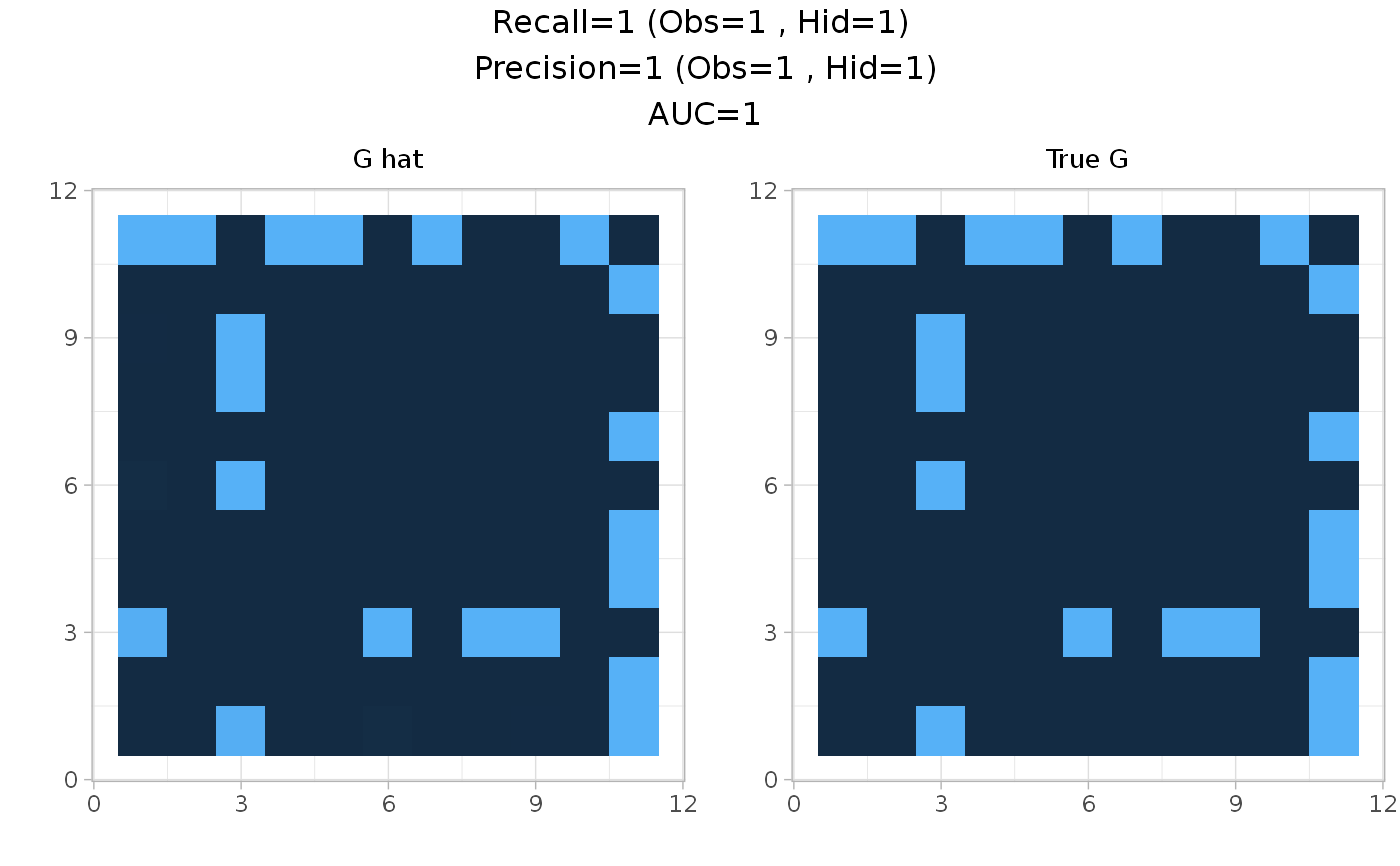 Recall=1 (Obs=1 , Hid=1)
Precision=1 (Obs=1 , Hid=1)
AUC=1
G hat
True G
12
9
6
3
0
0 3 6 9 12
12
9
6
3
0
0 3 6 9 12